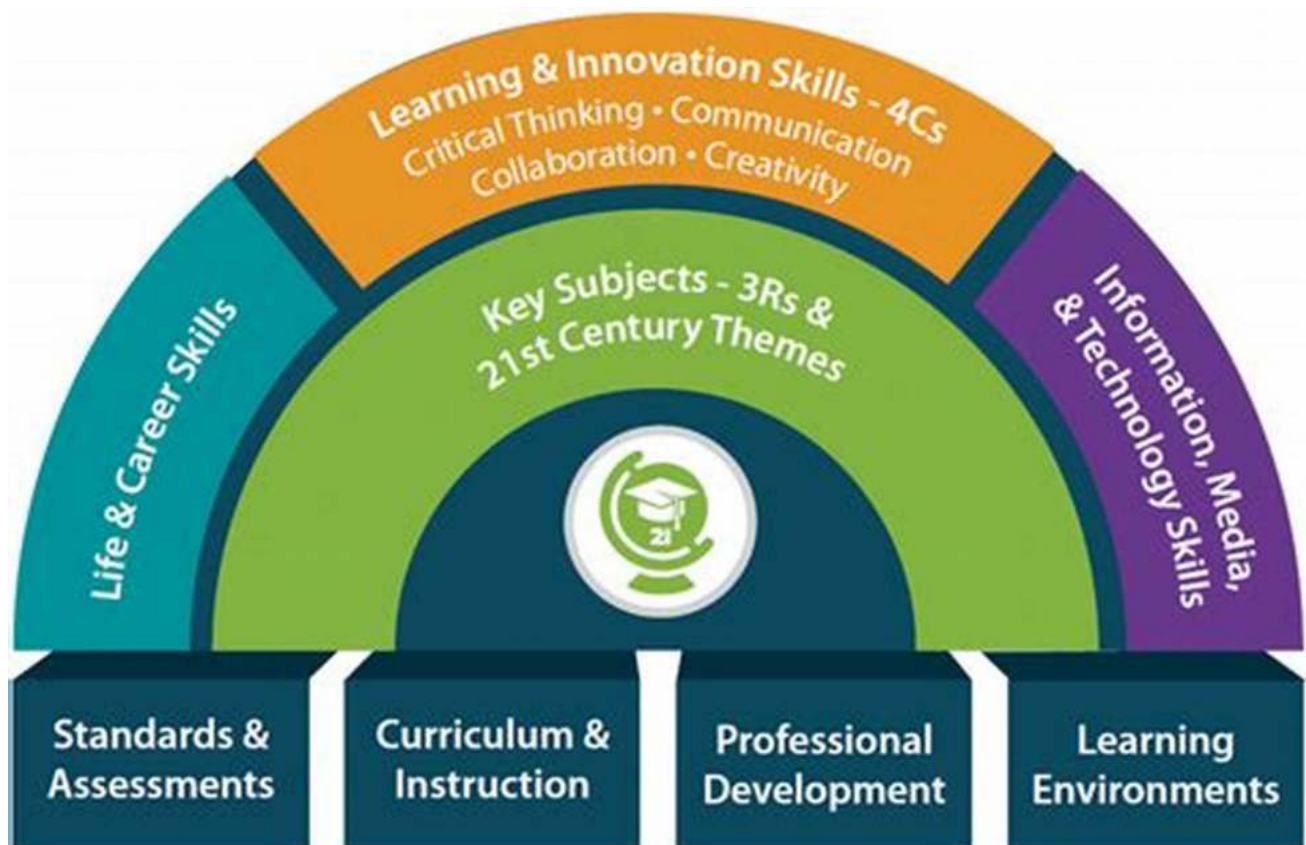 Learning & Innovation Skills - 4Cs
Critical Thinking • Communication
Collaboration • Creativity
Life & Career Skills
Key Subjects - 3Rs &
21st Century Themes
Information, Media,
& Technology Skills
21
Standards &
Assessments
Curriculum &
Instruction
Professional
Development
Learning
Environments